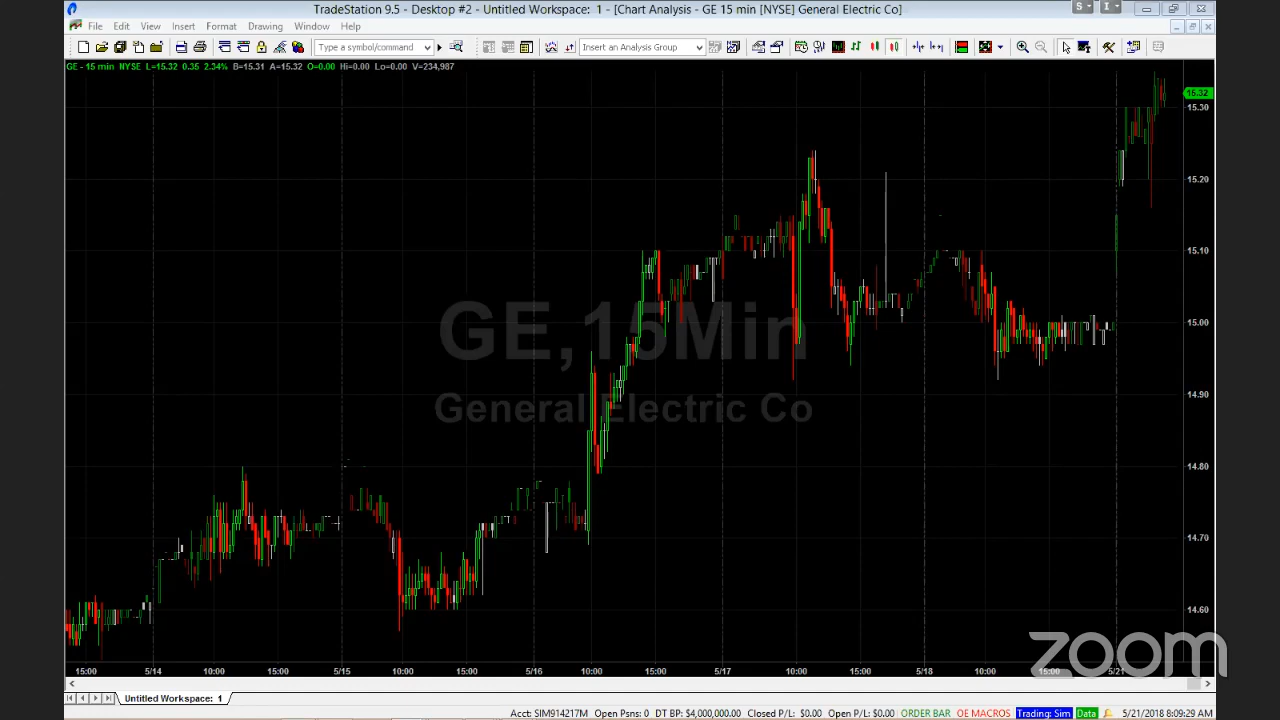 TradeStation 9.5 - Desktop #2 - Untitled Workspace: 1 - [Chart Analysis - GE 15 min [NYSE] General Electric Co]
S I
File Edit View Insert Format Drawing Window Help
Type a symbol/command Insert an Analysis Group
GE - 15 min NYSE L=15.32 0.35 2.34% B=15.31 A=15.32 O=0.00 Hi=0.00 Lo=0.00 V=234,987
15.32
15.30
15.20
15.10
15.00
14.90
14.80
14.70
14.60
GE,15Min
General Electric Co
zoom
15:00 5/14 10:00 15:00 5/15 10:00 15:00 5/16 10:00 15:00 5/17 10:00 15:00 5/18 10:00 15:00 5/21
Untitled Workspace: 1
Acct: SIM914217M Open Psns: 0 DT BP: $4,000,000.00 Closed P/L: $0.00 Open P/L: $0.00 ORDER BAR OE MACROS Trading: Sim Data 5/21/2018 8:09:29 AM